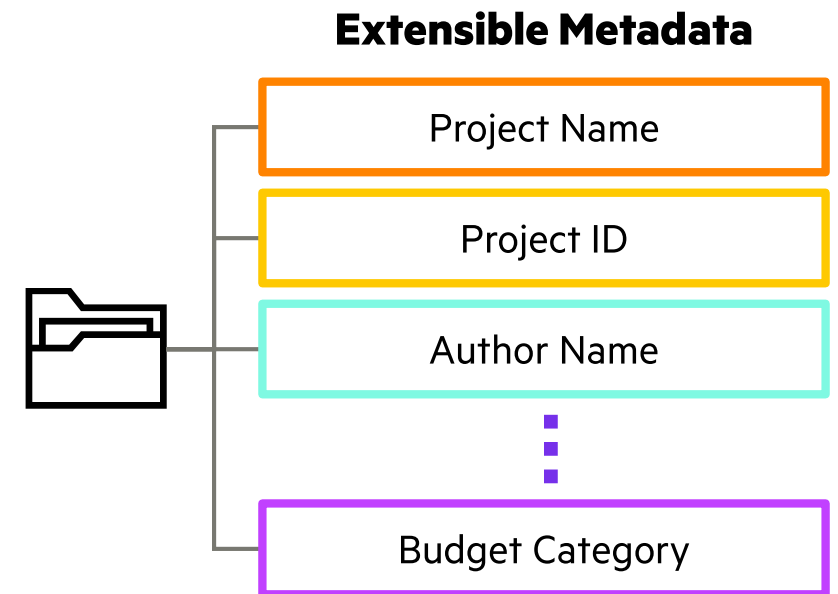 Extensible Metadata
Project Name
Project ID
Author Name
Budget Category